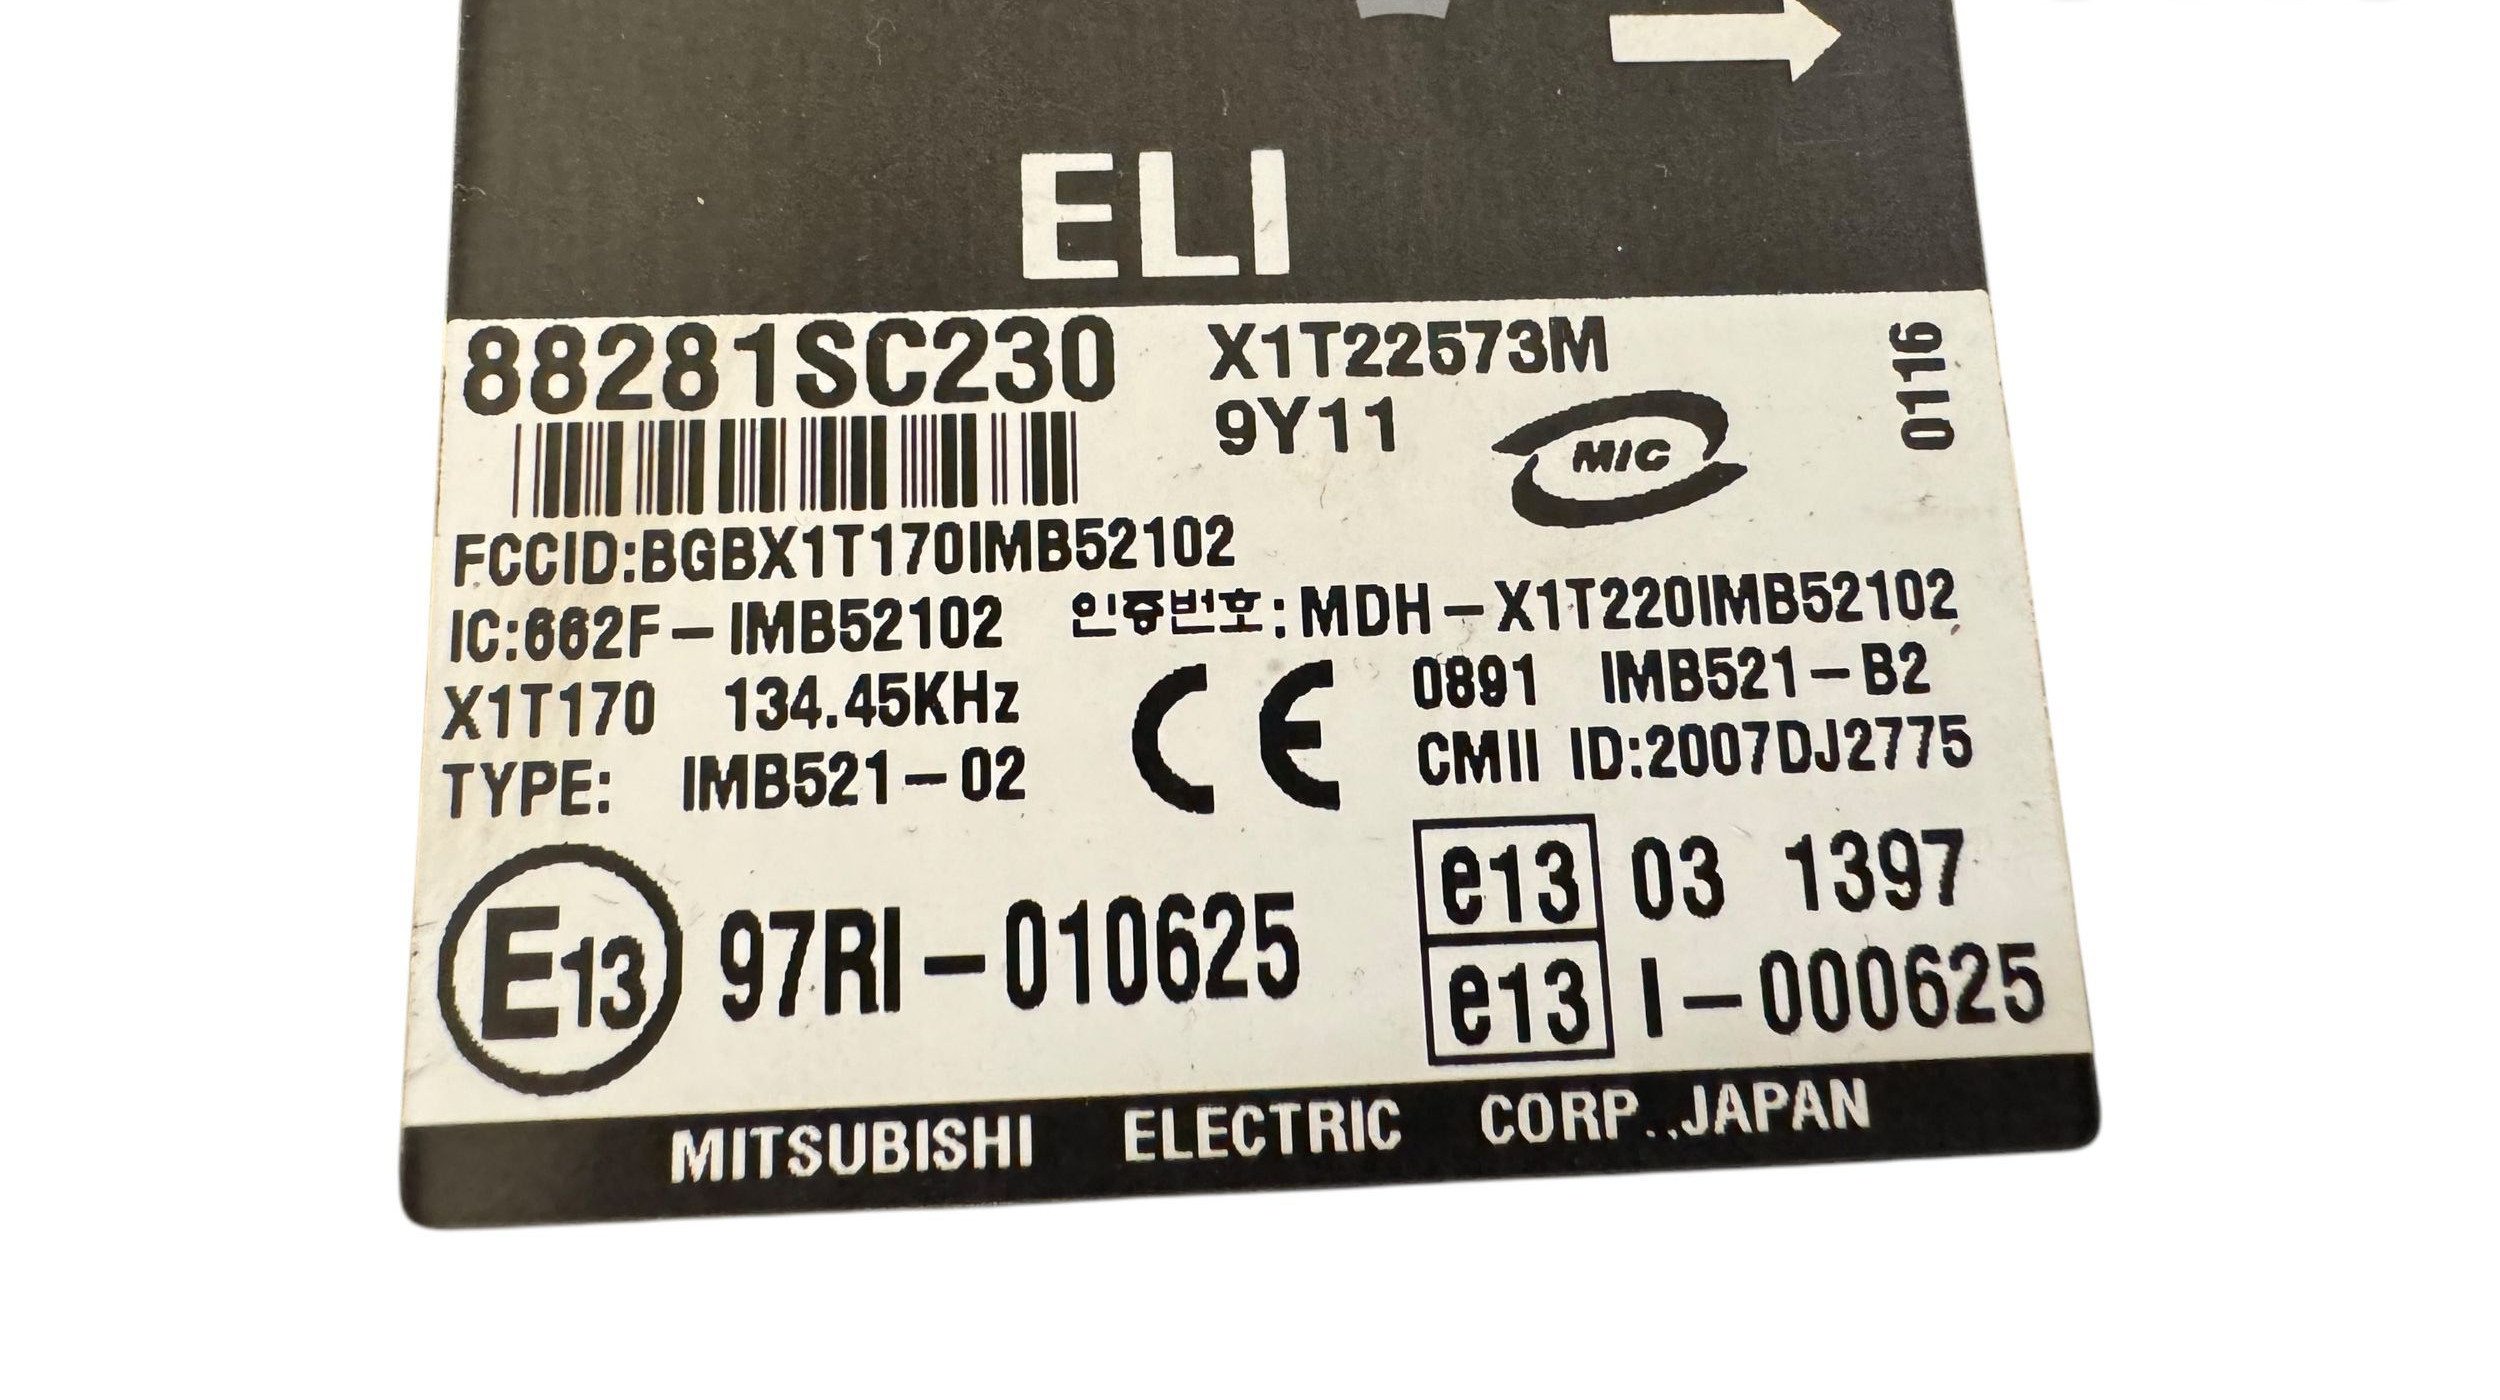 ELI
88281SC230
X1T22573M
9Y11
MIC
0116
FCCID:BGBX1T170IMB52102
IC:662F-IMB52102
인증번호:MDH-X1T220IMB52102
X1T170 134.45KHz
TYPE: IMB521-02
CE
0891 IMB521-B2
CMII ID:2007DJ2775
E13 97RI-010625
e13 03 1397
e13 I-000625
MITSUBISHI ELECTRIC CORP.,JAPAN